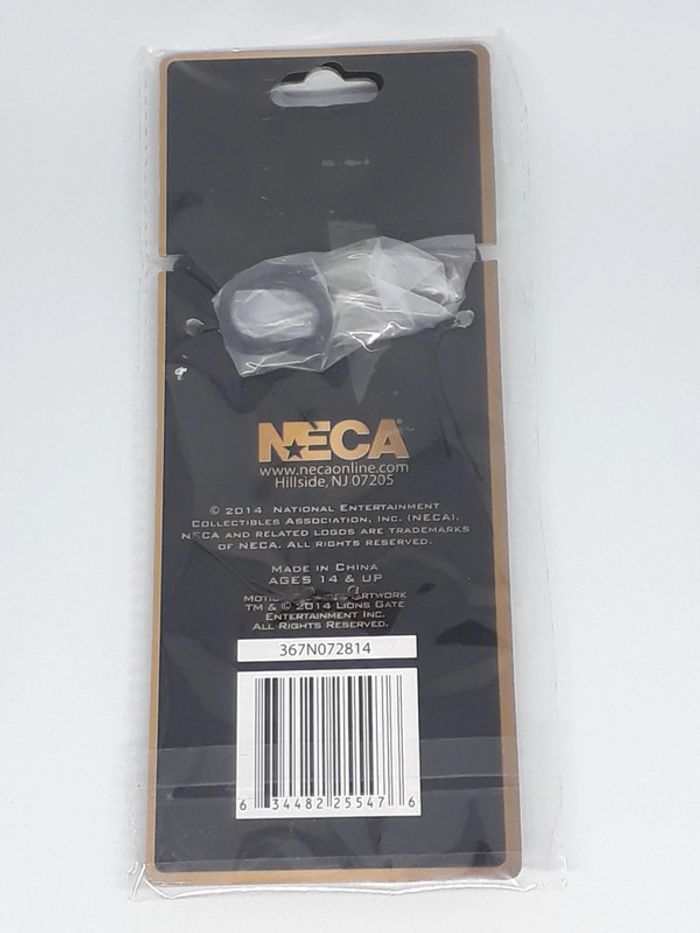 NECA
www.necaonline.com
Hillside, NJ 07205
© 2014 National Entertainment
Collectibles Association, Inc. (NECA).
NECA and related logos are trademarks
of NECA. All rights reserved.
Made in China
AGES 14 & UP
Artwork
TM & © 2014 Lions Gate
Entertainment Inc.
All Rights Reserved.
367N072814
6 34482 25547 6